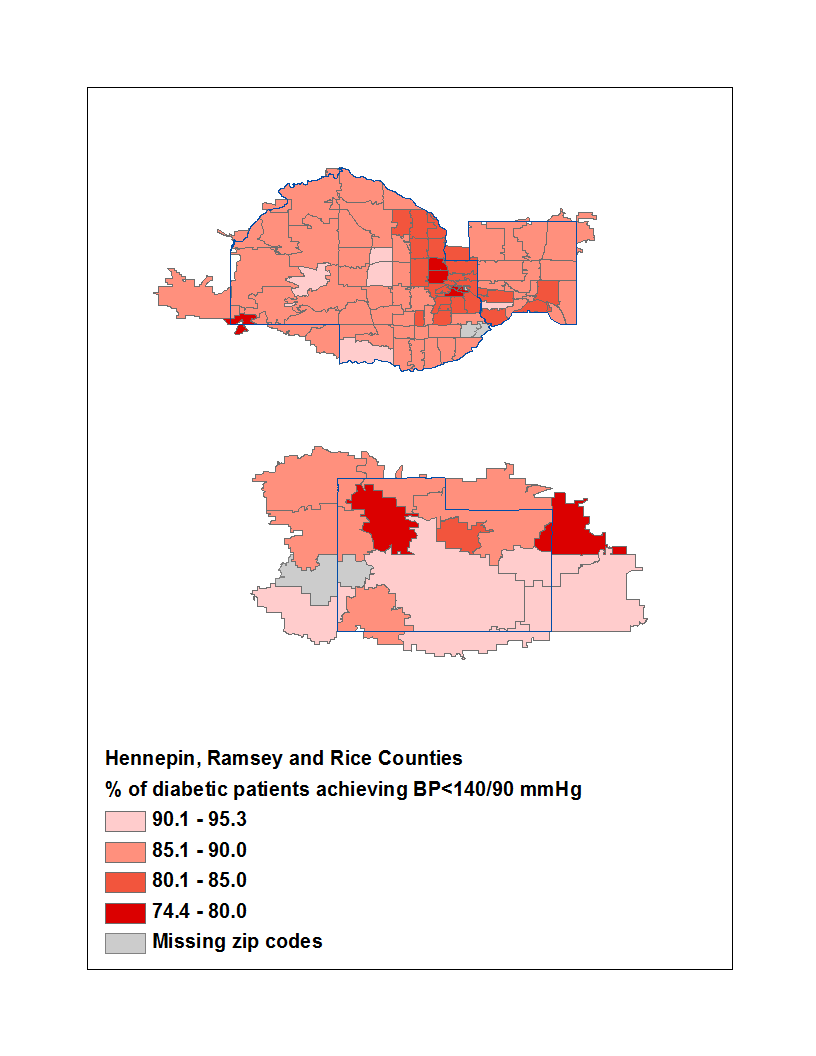 Hennepin, Ramsey and Rice Counties
% of diabetic patients achieving BP<140/90 mmHg
90.1 - 95.3
85.1 - 90.0
80.1 - 85.0
74.4 - 80.0
Missing zip codes